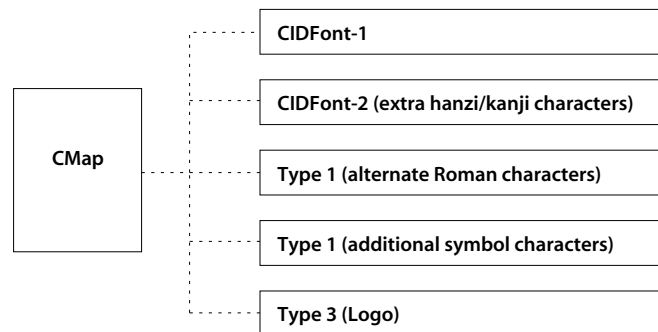 CIDFont-1
CIDFont-2 (extra hanzi/kanji characters)
CMap
Type 1 (alternate Roman characters)
Type 1 (additional symbol characters)
Type 3 (Logo)